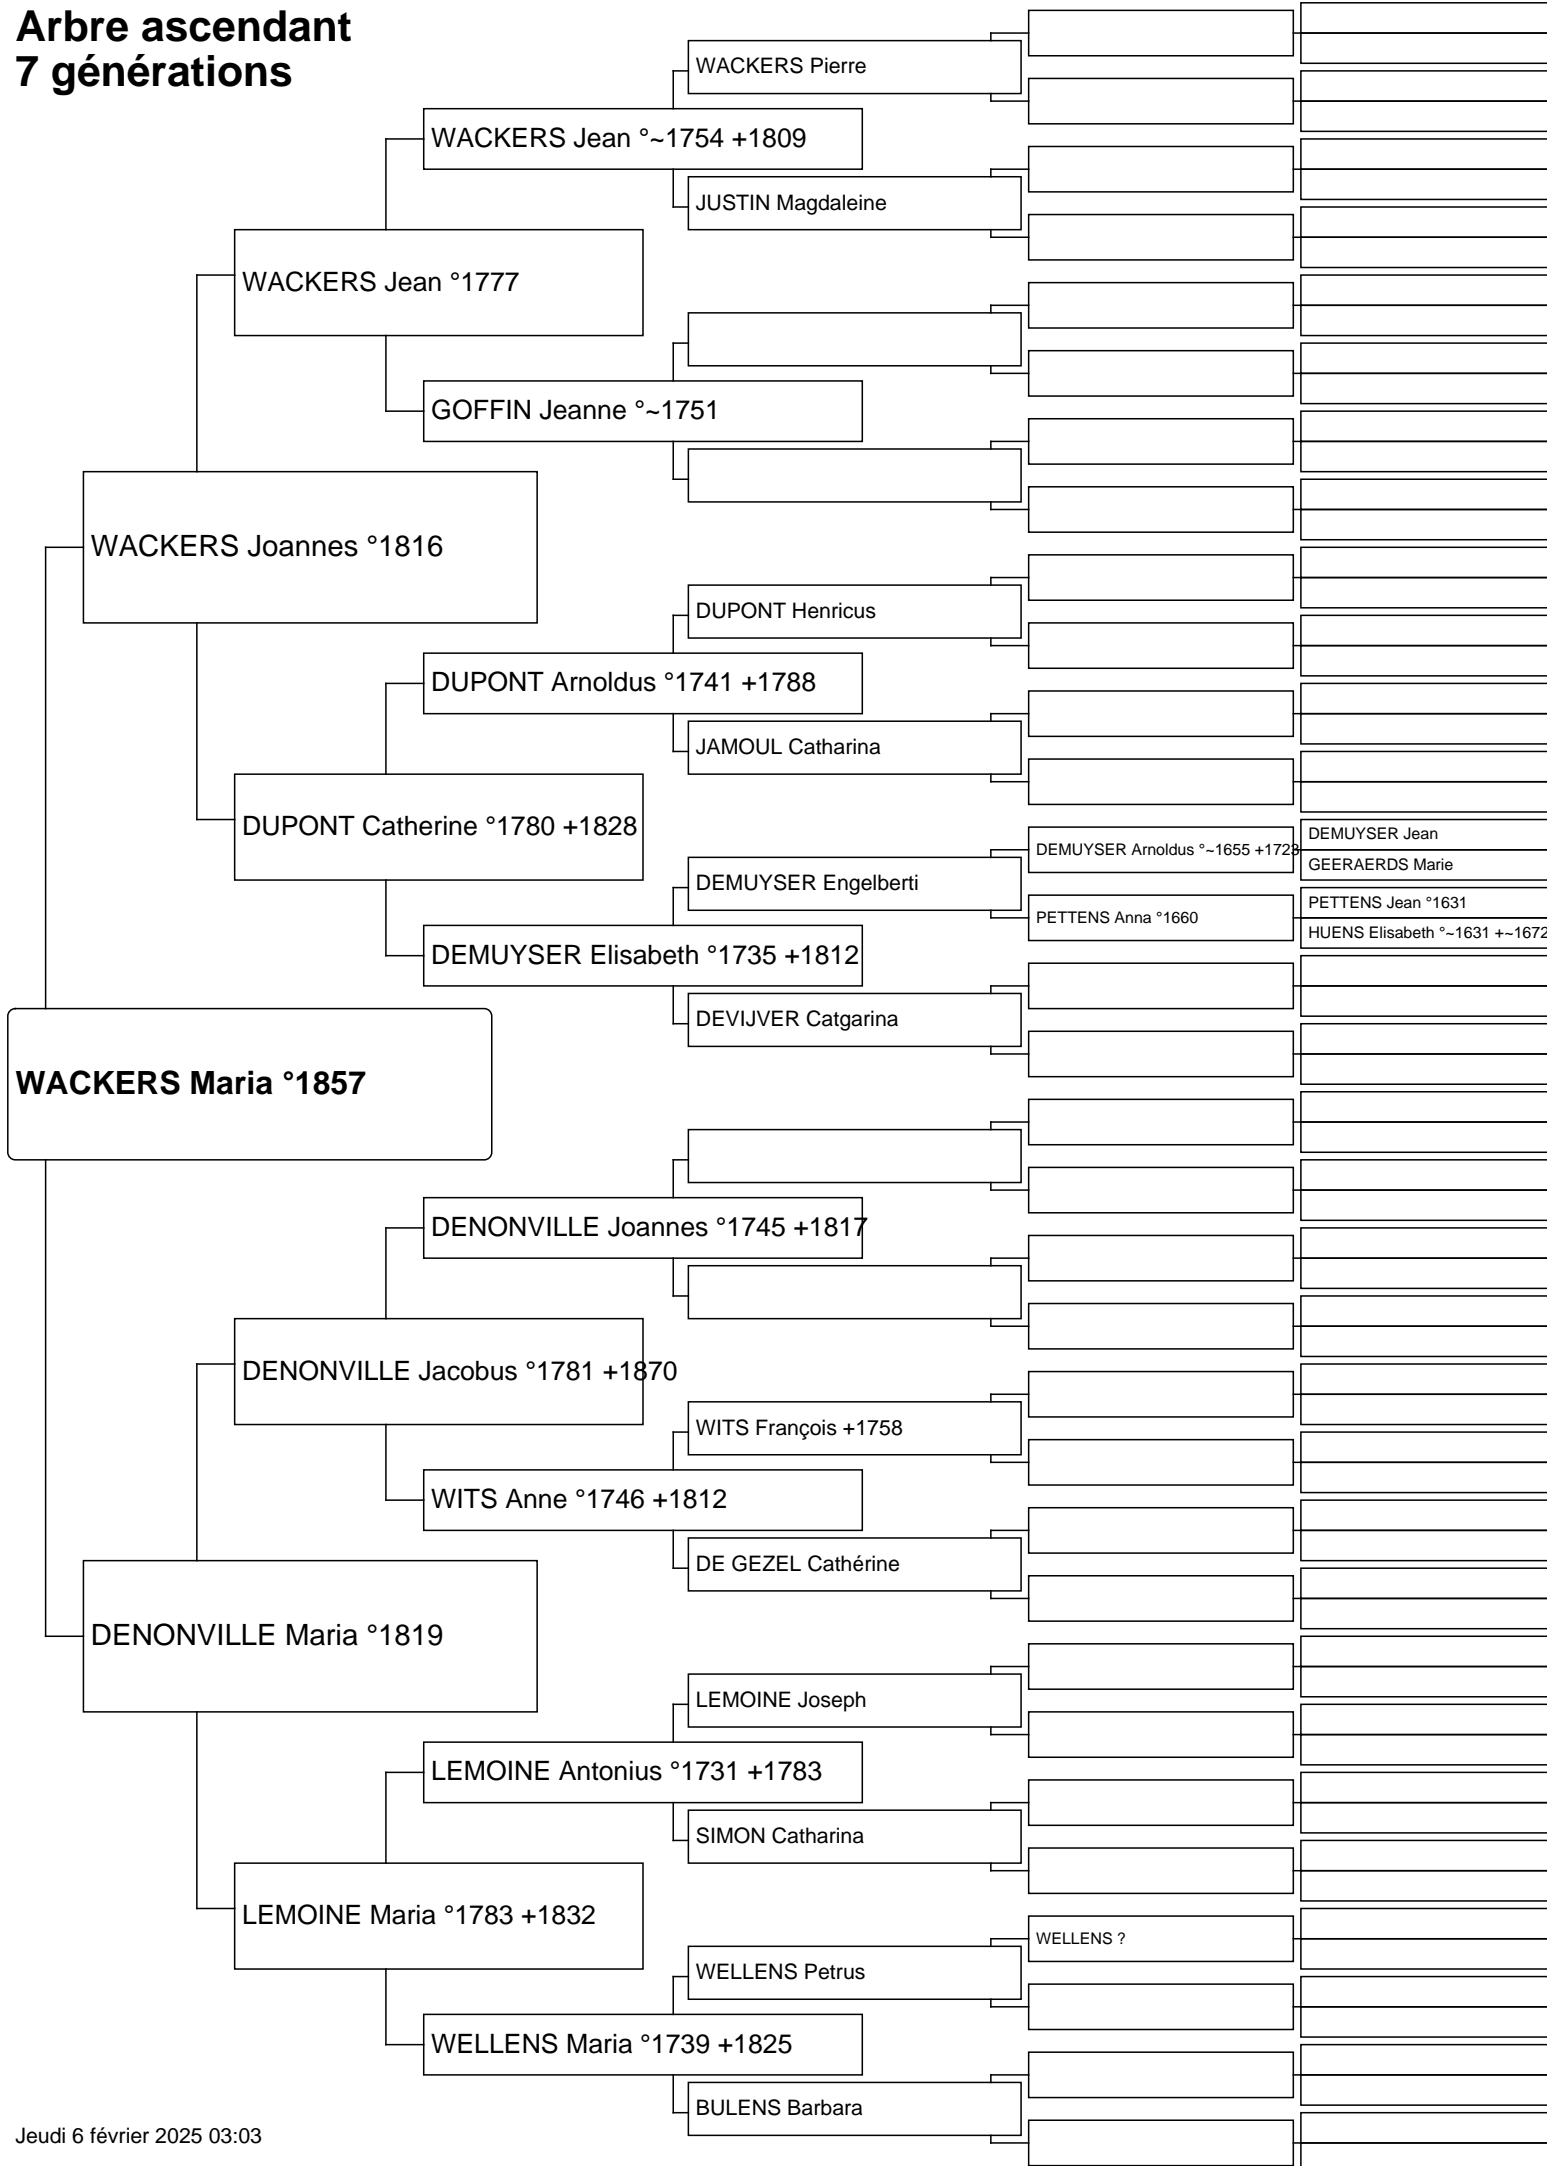 Arbre ascendant
7 générations
WACKERS Pierre
WACKERS Jean °~1754 +1809
JUSTIN Magdaleine
WACKERS Jean °1777
GOFFIN Jeanne °~1751
WACKERS Joannes °1816
DUPONT Henricus
DUPONT Arnoldus °1741 +1788
JAMOUL Catharina
DUPONT Catherine °1780 +1828
DEMUYSER Jean
DEMUYSER Arnoldus °~1655 +1723
GEERAERDS Marie
DEMUYSER Engelberti
PETTENS Jean °1631
PETTENS Anna °1660
HUENS Elisabeth °~1631 +~1672
DEMUYSER Elisabeth °1735 +1812
DEVIJVER Catgarina
WACKERS Maria °1857
DENONVILLE Joannes °1745 +1817
DENONVILLE Jacobus °1781 +1870
WITS François +1758
WITS Anne °1746 +1812
DE GEZEL Cathérine
DENONVILLE Maria °1819
LEMOINE Joseph
LEMOINE Antonius °1731 +1783
SIMON Catharina
LEMOINE Maria °1783 +1832
WELLENS ?
WELLENS Petrus
WELLENS Maria °1739 +1825
BULENS Barbara
Jeudi 6 février 2025 03:03